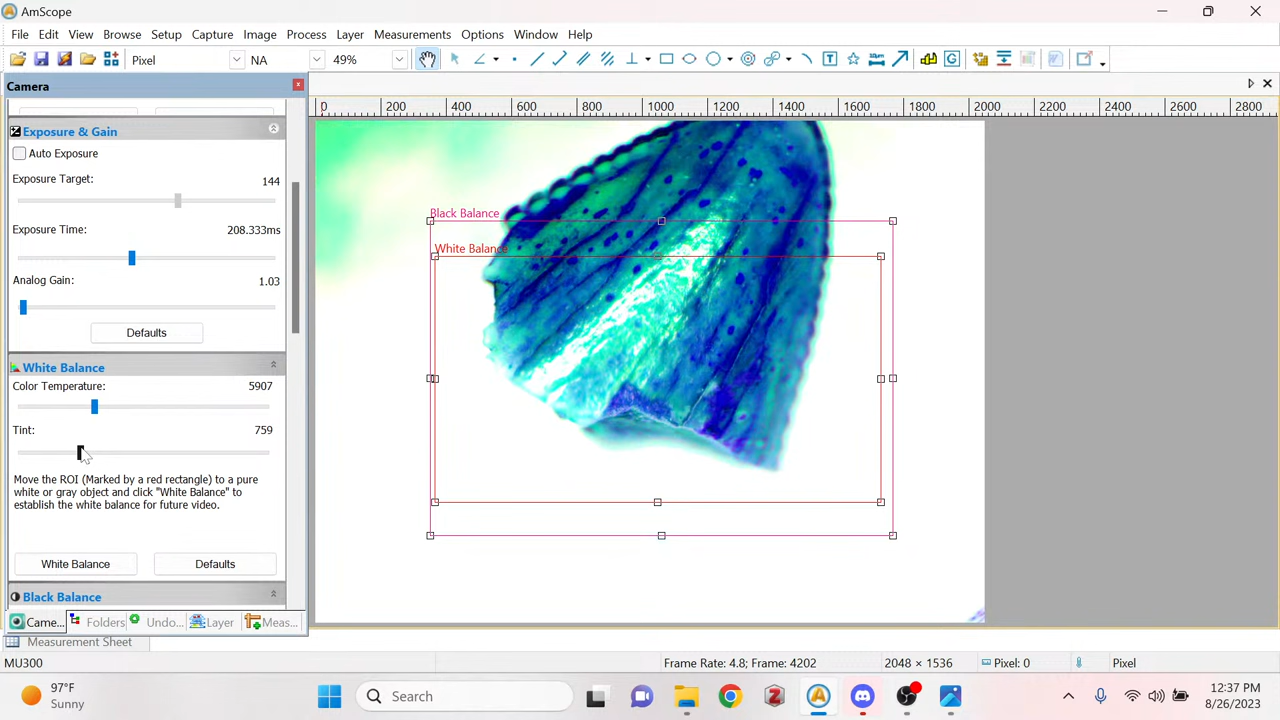 AmScope
File Edit View Browse Setup Capture Image Process Layer Measurements Options Window Help
Pixel NA 49%
Camera
0 200 400 600 800 1000 1200 1400 1600 1800 2000 2200 2400 2600 2800
Exposure & Gain
Auto Exposure
Exposure Target: 144
Exposure Time: 208.333ms
Analog Gain: 1.03
Defaults
White Balance
Color Temperature: 5907
Tint: 759
Move the ROI (Marked by a red rectangle) to a pure
white or gray object and click "White Balance" to
establish the white balance for future video.
White Balance Defaults
Black Balance
Black Balance
White Balance
Came... Folders Undo... Layer Meas...
Measurement Sheet
MU300 Frame Rate: 4.8; Frame: 4202 2048 × 1536 Pixel: 0 Pixel
97°F
Sunny
Search
12:37 PM
8/26/2023